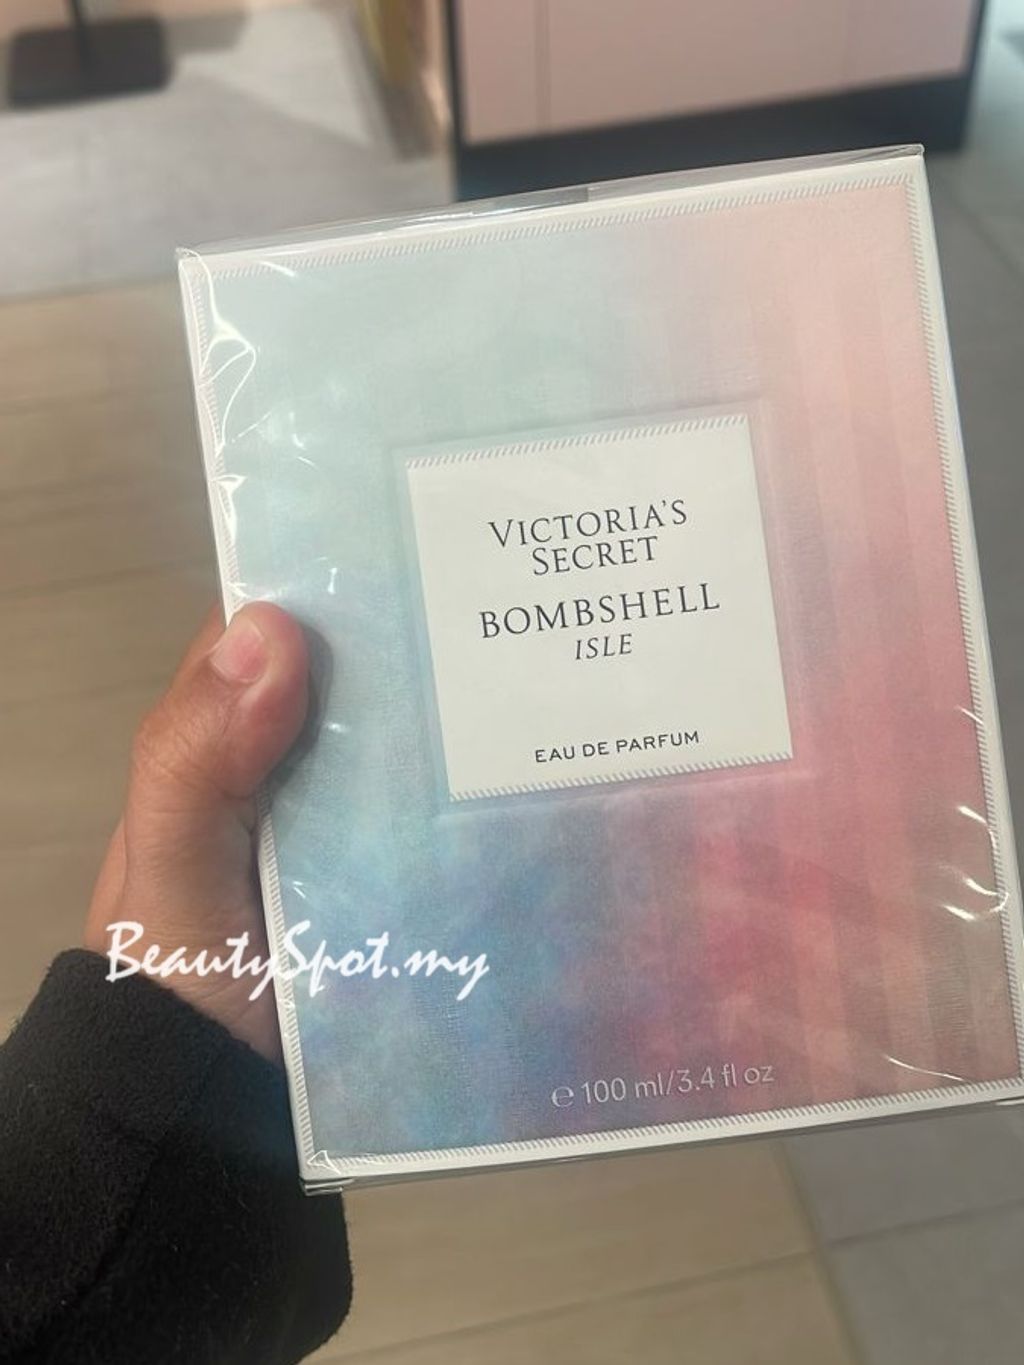 VICTORIA'S
SECRET
BOMBSHELL
ISLE
EAU DE PARFUM
BeautySpot.my
℮ 100 ml/3.4 fl oz